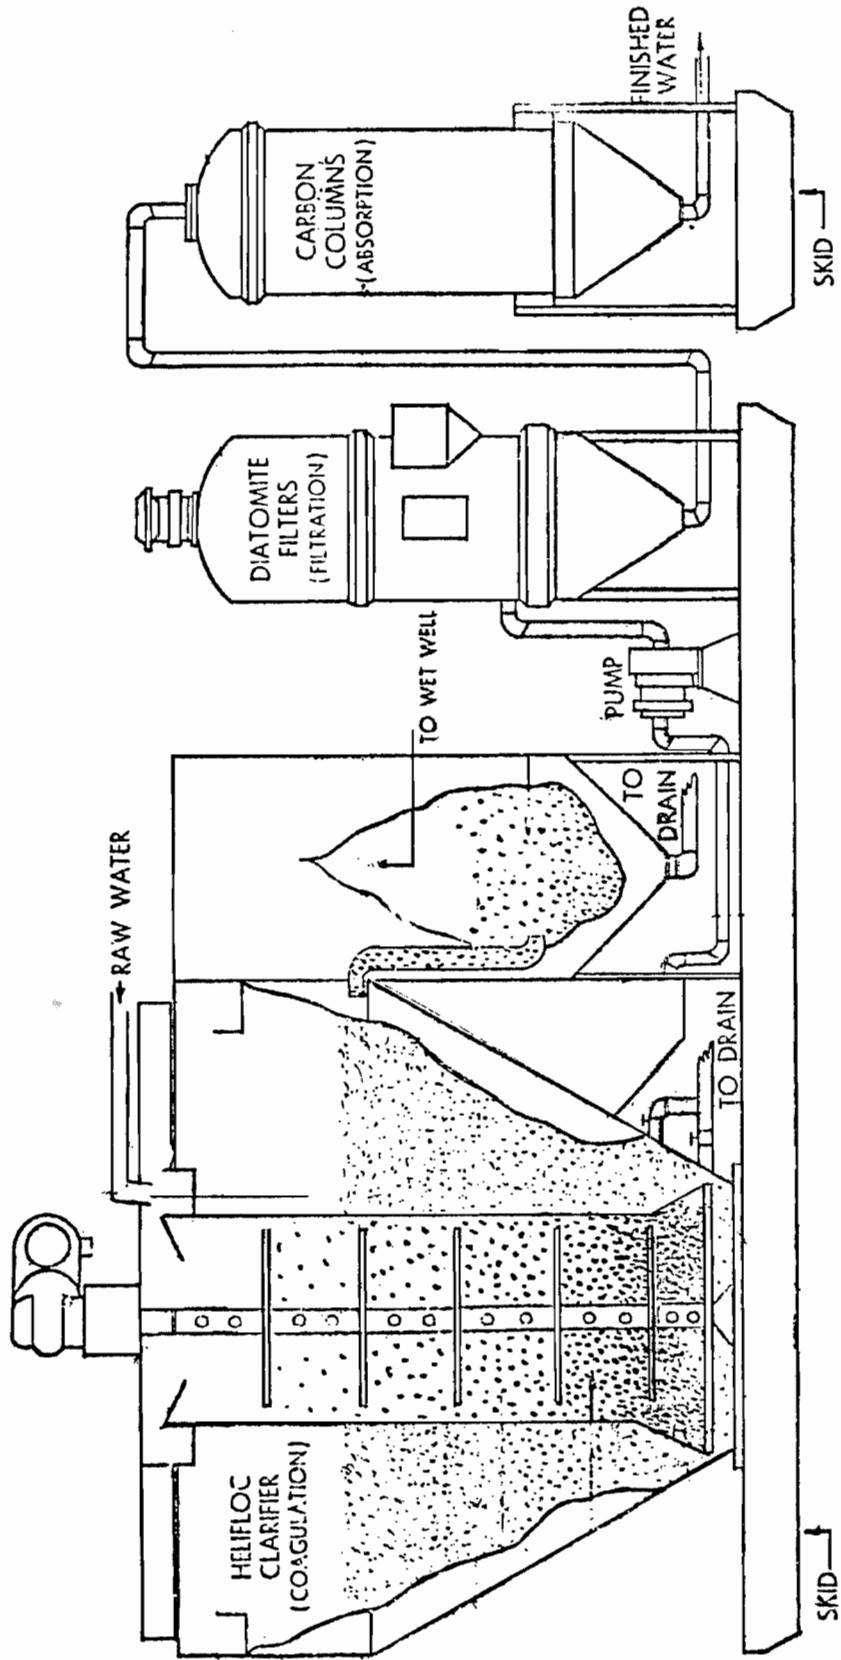 RAW WATER
HELIFLOC
CLARIFIER
(COAGULATION)
TO WET WELL
DIATOMITE
FILTERS
(FILTRATION)
CARBON
COLUMNS
(ABSORPTION)
PUMP
TO
DRAIN
TO DRAIN
FINISHED
WATER
SKID
SKID